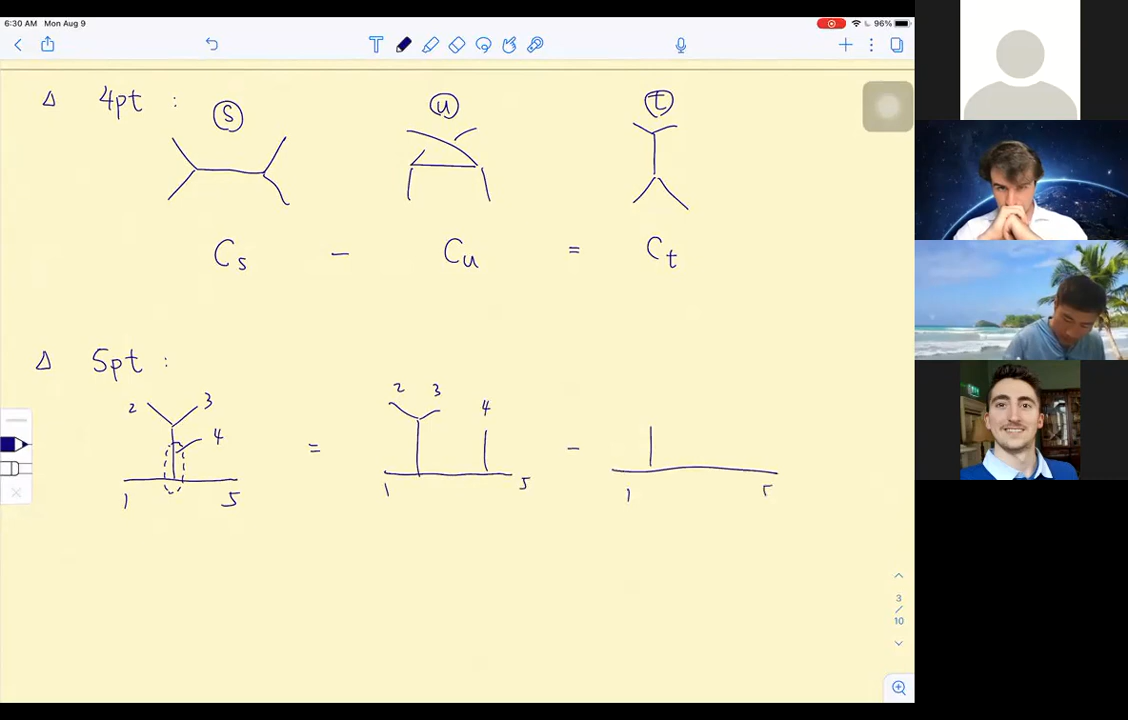 6:30 AM Mon Aug 9
96%
T
Δ 4pt : s u t
Cs - Cu = Ct
Δ 5pt :
2 3 2 3
4 4
= -
1 5 1 5 1
3
/
10